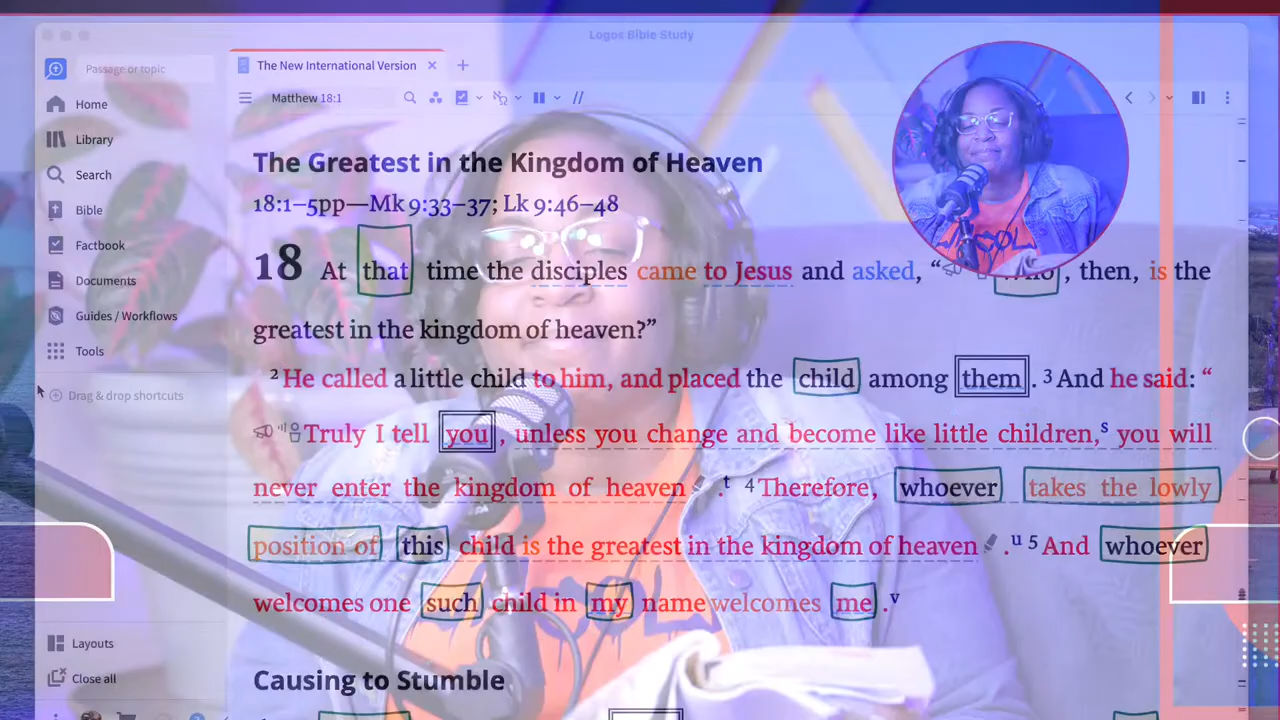 Logos Bible Study
Passage or topic
The New International Version
Matthew 18:1
Home
Library
Search
Bible
Factbook
Documents
Guides / Workflows
Tools
Drag & drop shortcuts
Layouts
Close all
The Greatest in the Kingdom of Heaven
18:1–5pp—Mk 9:33–37; Lk 9:46–48
18 At that time the disciples came to Jesus and asked, “ , then, is the
greatest in the kingdom of heaven?”
2 He called a little child to him, and placed the child among them . 3 And he said: “
Truly I tell you , unless you change and become like little children,s you will
never enter the kingdom of heaven .t 4 Therefore, whoever takes the lowly
position of this child is the greatest in the kingdom of heaven .u 5 And whoever
welcomes one such child in my name welcomes me .v
Causing to Stumble